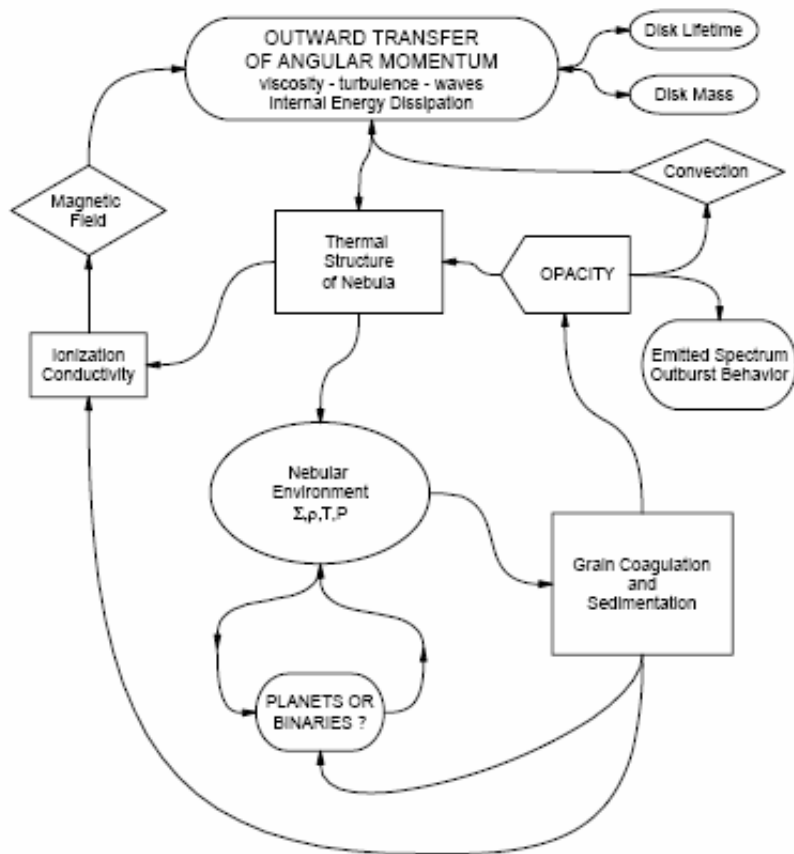 OUTWARD TRANSFER
OF ANGULAR MOMENTUM
viscosity - turbulence - waves
Internal Energy Dissipation
Disk Lifetime
Disk Mass
Convection
Magnetic
Field
Thermal
Structure
of Nebula
OPACITY
Ionization
Conductivity
Emitted Spectrum
Outburst Behavior
Nebular
Environment
Σ,ρ,T,P
Grain Coagulation
and
Sedimentation
PLANETS OR
BINARIES ?